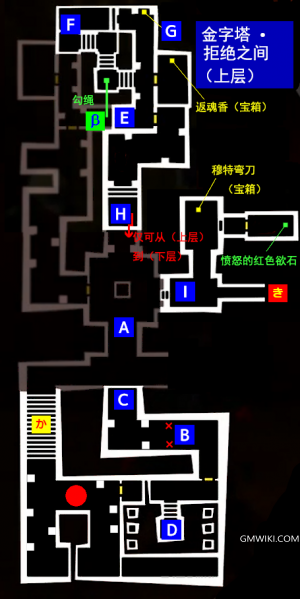 金字塔 •
拒绝之间
（上层）
F
G
返魂香（宝箱）
勾绳
β
E
穆特弯刀
（宝箱）
H
仅可从（上层）
到（下层）
愤怒的红色欲石
I
き
A
C
か
B
D
GMWIKI.COM